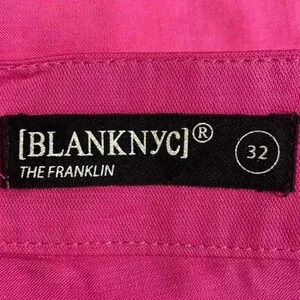 [BLANKNYC]®
32
THE FRANKLIN